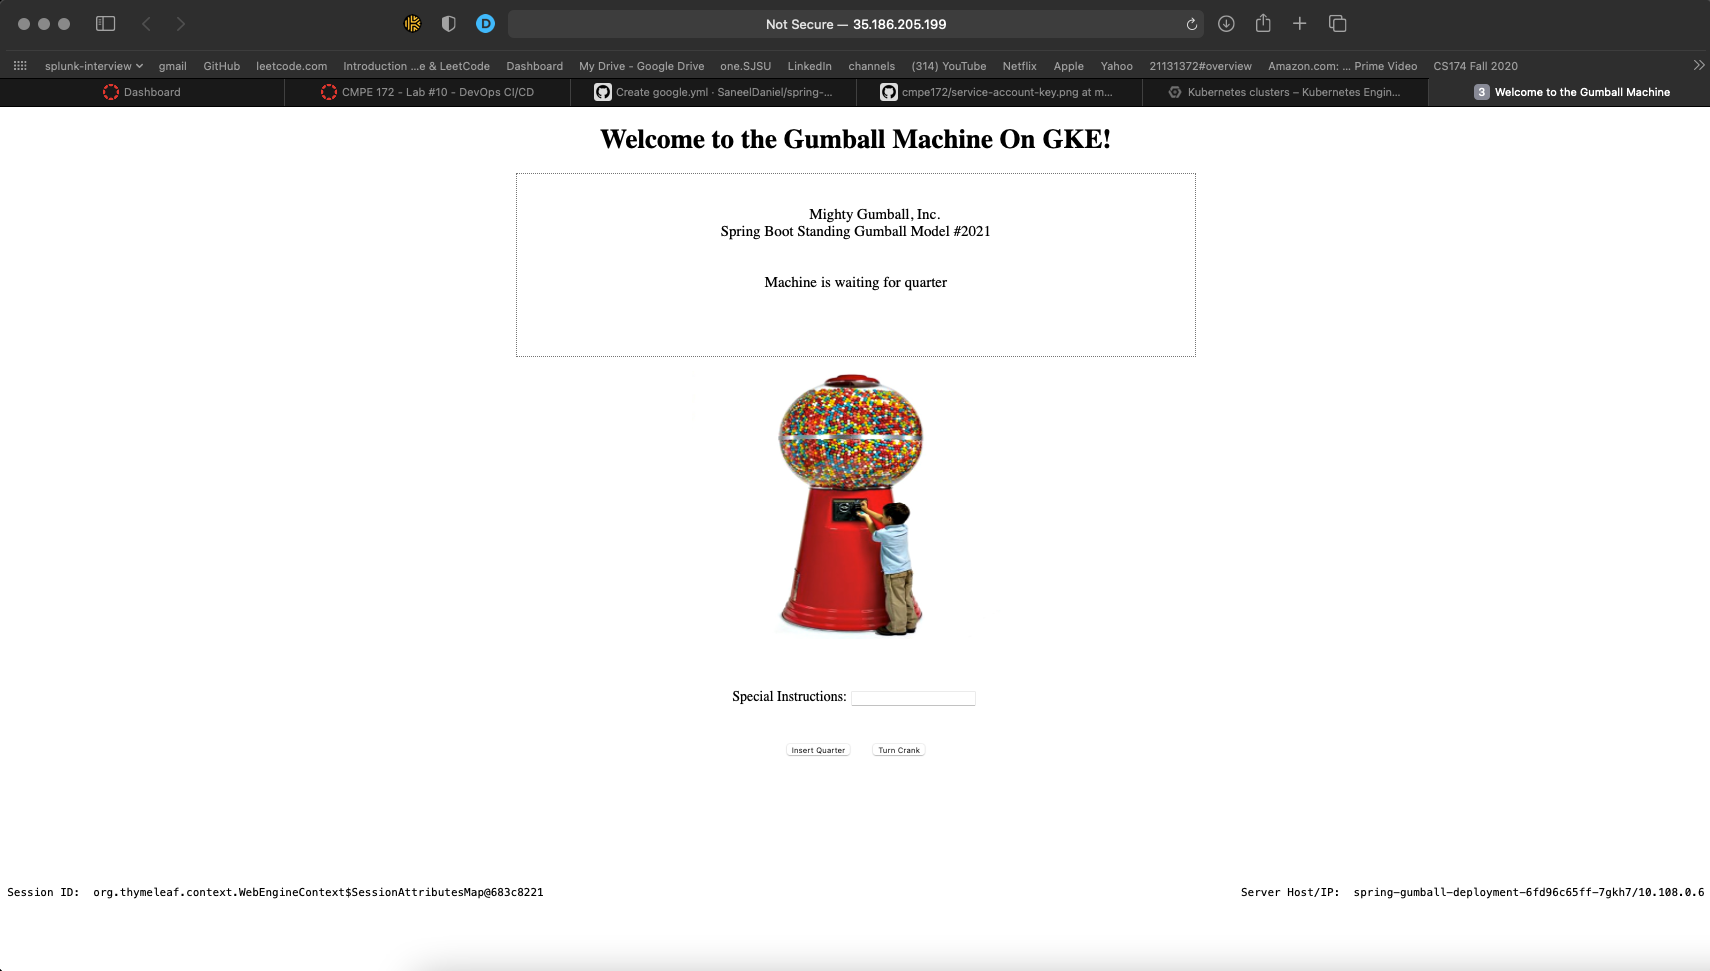 Not Secure — 35.186.205.199
splunk-interview gmail GitHub leetcode.com Introduction ...e & LeetCode Dashboard My Drive - Google Drive one.SJSU LinkedIn channels (314) YouTube Netflix Apple Yahoo 21131372#overview Amazon.com: ... Prime Video CS174 Fall 2020
Dashboard CMPE 172 - Lab #10 - DevOps CI/CD Create google.yml · SaneelDaniel/spring-... cmpe172/service-account-key.png at m... Kubernetes clusters – Kubernetes Engin... 3 Welcome to the Gumball Machine
Welcome to the Gumball Machine On GKE!
Mighty Gumball, Inc.
Spring Boot Standing Gumball Model #2021
Machine is waiting for quarter
Special Instructions:
Insert Quarter Turn Crank
Session ID: org.thymeleaf.context.WebEngineContext$SessionAttributesMap@683c8221 Server Host/IP: spring-gumball-deployment-6fd96c65ff-7gkh7/10.108.0.6